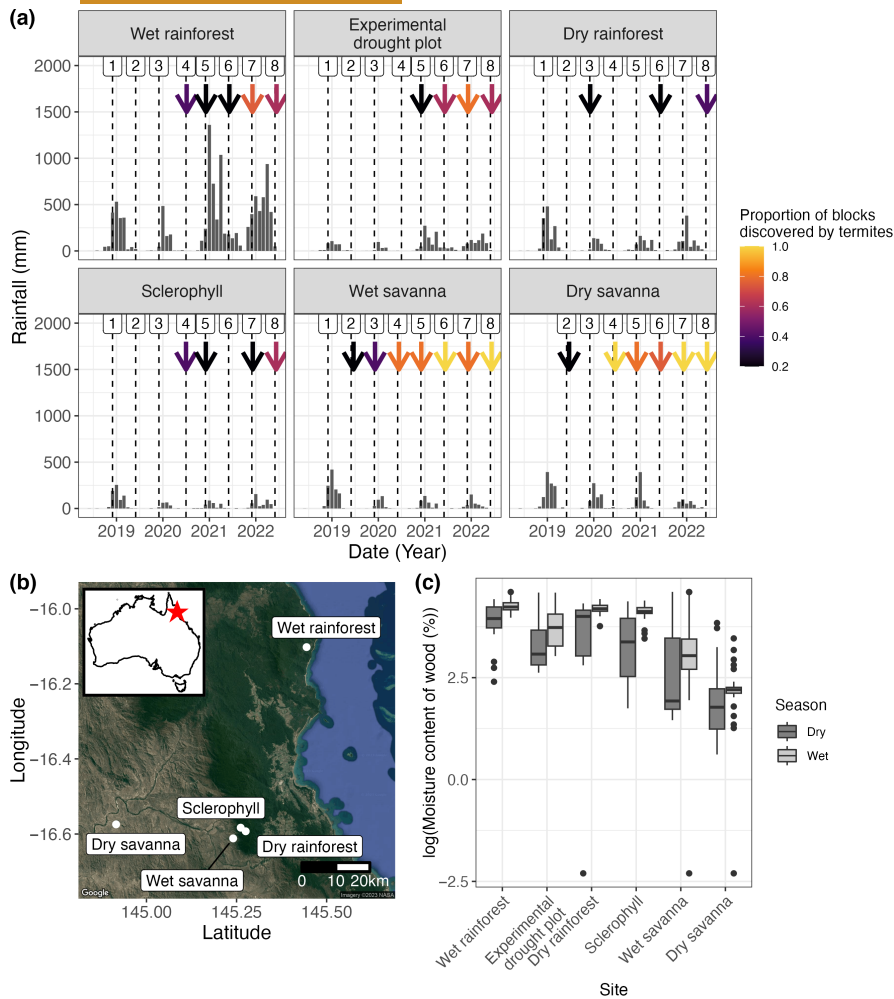 (a)
Wet rainforest
Experimental
drought plot
Dry rainforest
1 2 3 4 5 6 7 8
1 2 3 4 5 6 7 8
1 2 3 4 5 6 7 8
2000
1500
1000
500
0
Sclerophyll
Wet savanna
Dry savanna
1 2 3 4 5 6 7 8
1 2 3 4 5 6 7 8
2 3 4 5 6 7 8
2000
1500
1000
500
0
Rainfall (mm)
2019 2020 2021 2022
2019 2020 2021 2022
2019 2020 2021 2022
Date (Year)
Proportion of blocks
discovered by termites
1.0
0.8
0.6
0.4
0.2
(b)
−16.0
−16.2
−16.4
−16.6
Longitude
Wet rainforest
Sclerophyll
Dry savanna
Dry rainforest
Wet savanna
0 10 20km
Google
Imagery ©2023 NASA
145.00 145.25 145.50
Latitude
(c)
log(Moisture content of wood (%))
2.5
0.0
−2.5
Wet rainforest
Experimental
drought plot
Dry rainforest
Sclerophyll
Wet savanna
Dry savanna
Site
Season
Dry
Wet